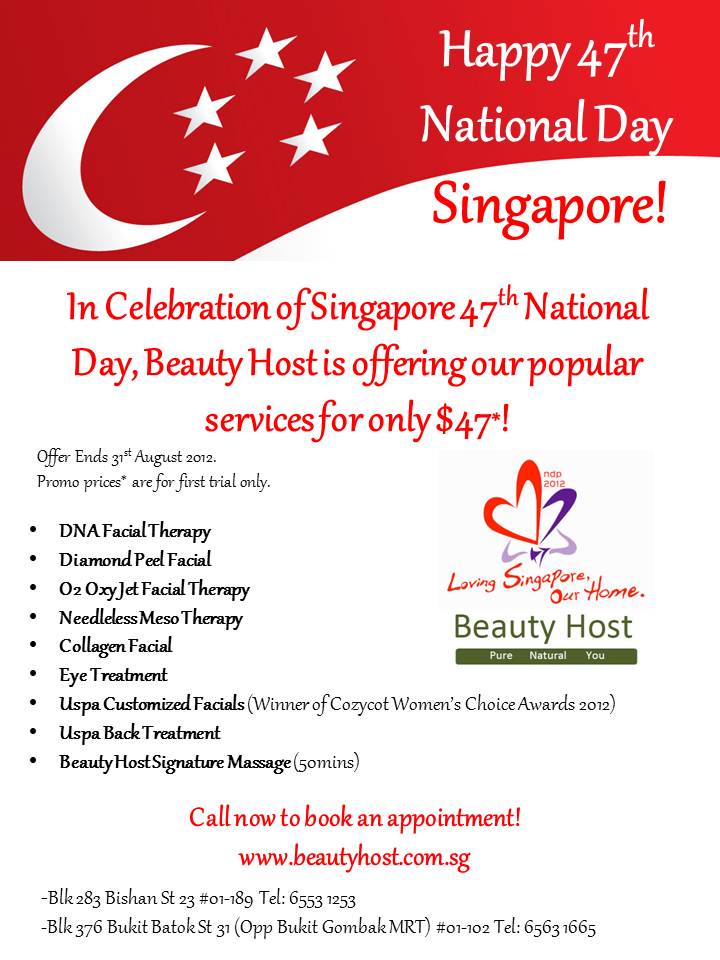 Happy 47th
National Day
Singapore!
In Celebration of Singapore 47th National
Day, Beauty Host is offering our popular
services for only $47*!
Offer Ends 31st August 2012.
Promo prices* are for first trial only.
• DNA Facial Therapy
• Diamond Peel Facial
• O2 Oxy Jet Facial Therapy
• Needleless Meso Therapy
• Collagen Facial
• Eye Treatment
• Uspa Customized Facials (Winner of Cozycot Women's Choice Awards 2012)
• Uspa Back Treatment
• Beauty Host Signature Massage (50mins)
ndp
2012
47
Loving Singapore,
Our Home.
Beauty Host
Pure Natural You
Call now to book an appointment!
www.beautyhost.com.sg
-Blk 283 Bishan St 23 #01-189 Tel: 6553 1253
-Blk 376 Bukit Batok St 31 (Opp Bukit Gombak MRT) #01-102 Tel: 6563 1665